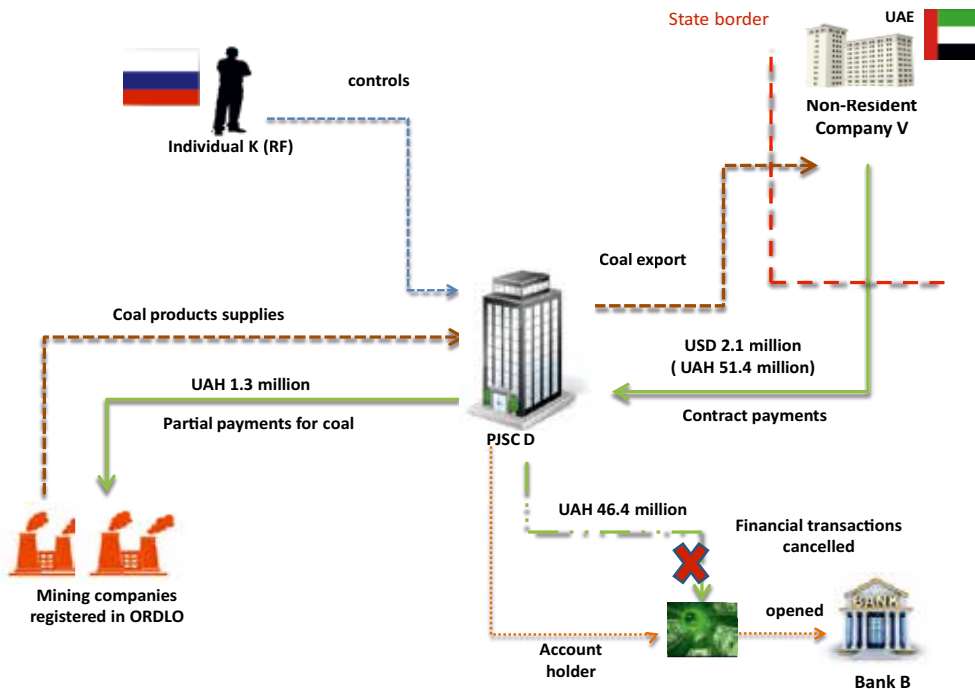 State border
UAE
Non-Resident
Company V
controls
Individual K (RF)
Coal export
Coal products supplies
USD 2.1 million
( UAH 51.4 million)
UAH 1.3 million
Partial payments for coal
Contract payments
PJSC D
UAH 46.4 million
Financial transactions
cancelled
Mining companies
registered in ORDLO
opened
BANK
Account
holder
Bank B